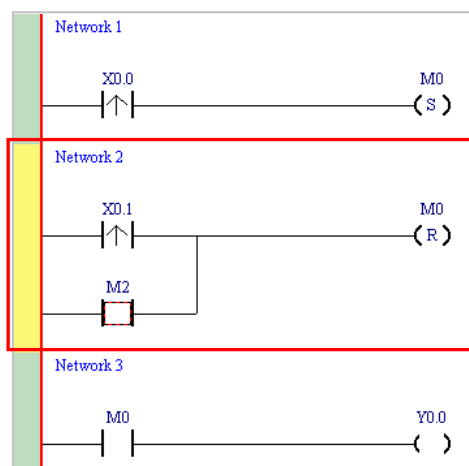 Network 1
X0.0 M0
S
Network 2
X0.1 M0
R
M2
Network 3
M0 Y0.0